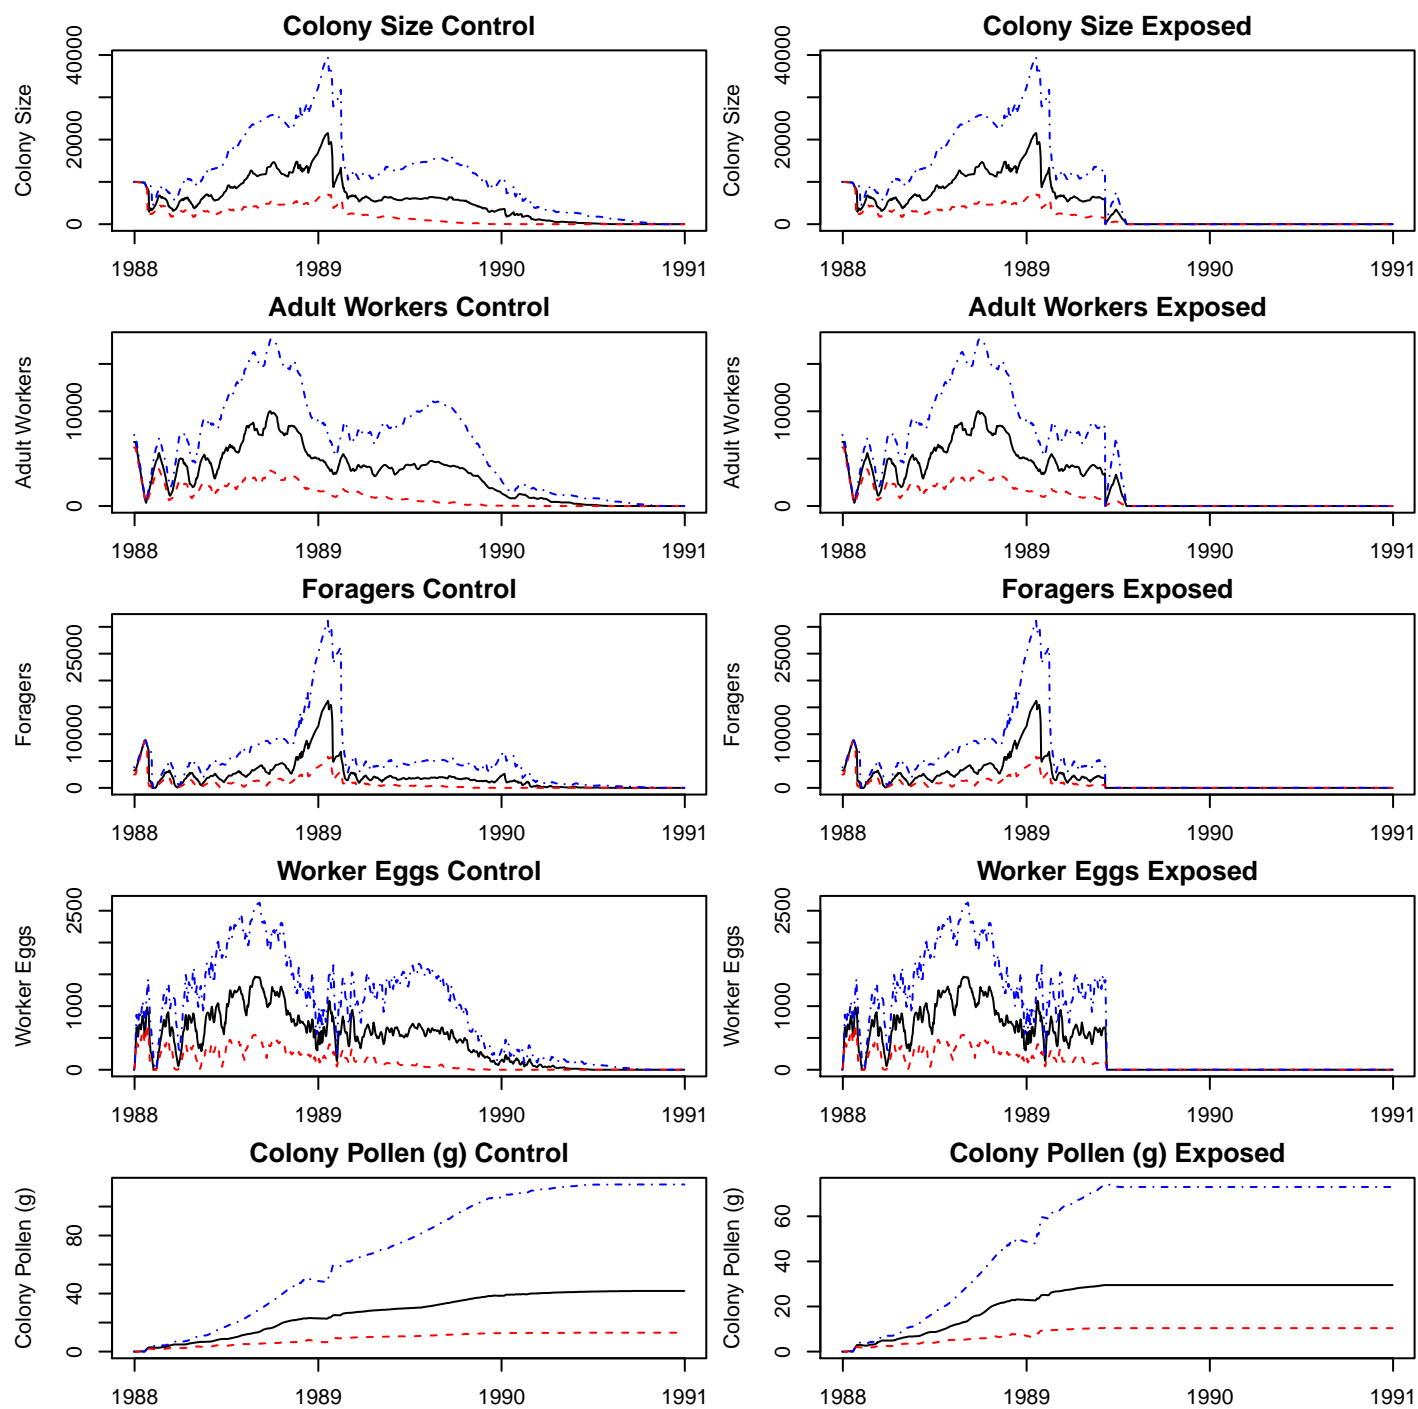 Colony Size Control
Colony Size
0 20000 40000
1988 1989 1990 1991
Colony Size Exposed
Colony Size
0 20000 40000
1988 1989 1990 1991
Adult Workers Control
Adult Workers
0 10000
1988 1989 1990 1991
Adult Workers Exposed
Adult Workers
0 10000
1988 1989 1990 1991
Foragers Control
Foragers
0 10000 25000
1988 1989 1990 1991
Foragers Exposed
Foragers
0 10000 25000
1988 1989 1990 1991
Worker Eggs Control
Worker Eggs
0 1000 2500
1988 1989 1990 1991
Worker Eggs Exposed
Worker Eggs
0 1000 2500
1988 1989 1990 1991
Colony Pollen (g) Control
Colony Pollen (g)
0 40 80
1988 1989 1990 1991
Colony Pollen (g) Exposed
Colony Pollen (g)
0 20 40 60
1988 1989 1990 1991